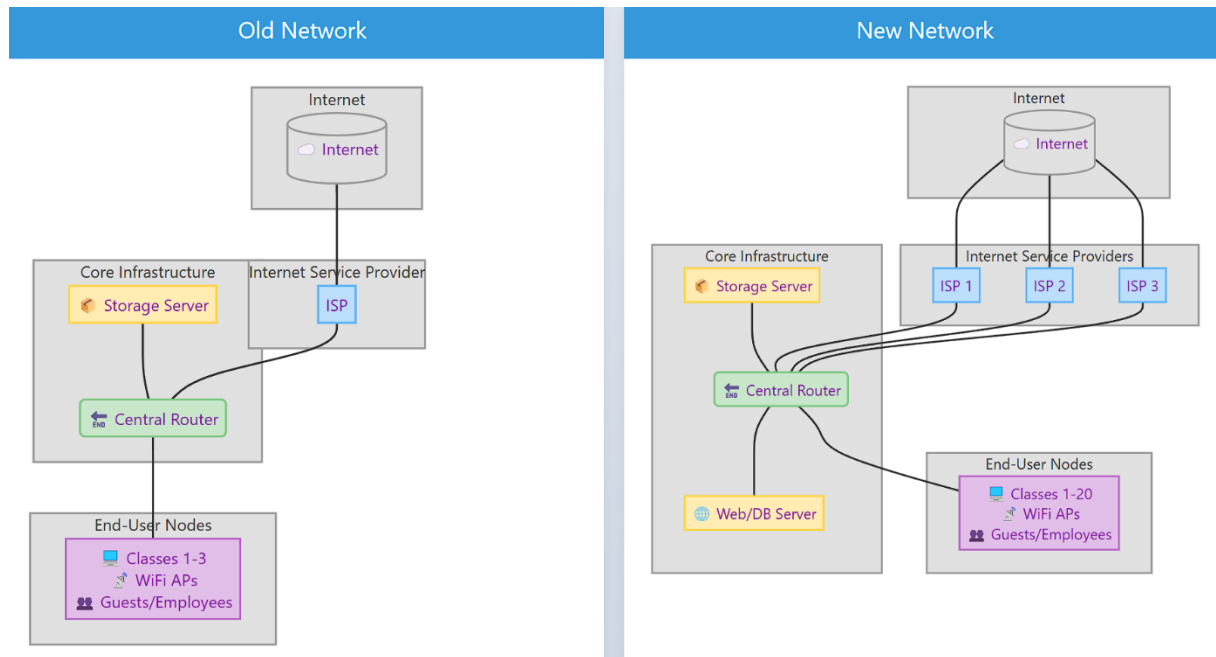 Old Network
Internet
Internet
Core Infrastructure
Internet Service Provider
Storage Server
ISP
END
Central Router
End-User Nodes
Classes 1-3
WiFi APs
Guests/Employees
New Network
Internet
Internet
Core Infrastructure
Internet Service Providers
Storage Server
ISP 1
ISP 2
ISP 3
END
Central Router
Web/DB Server
End-User Nodes
Classes 1-20
WiFi APs
Guests/Employees